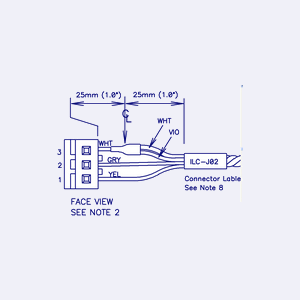 25mm (1.0") 25mm (1.0")
℄
WHT
VIO
WHT
3
GRY
2
ILC-J02
YEL
1
Connector Lable
See Note 8
FACE VIEW
SEE NOTE 2